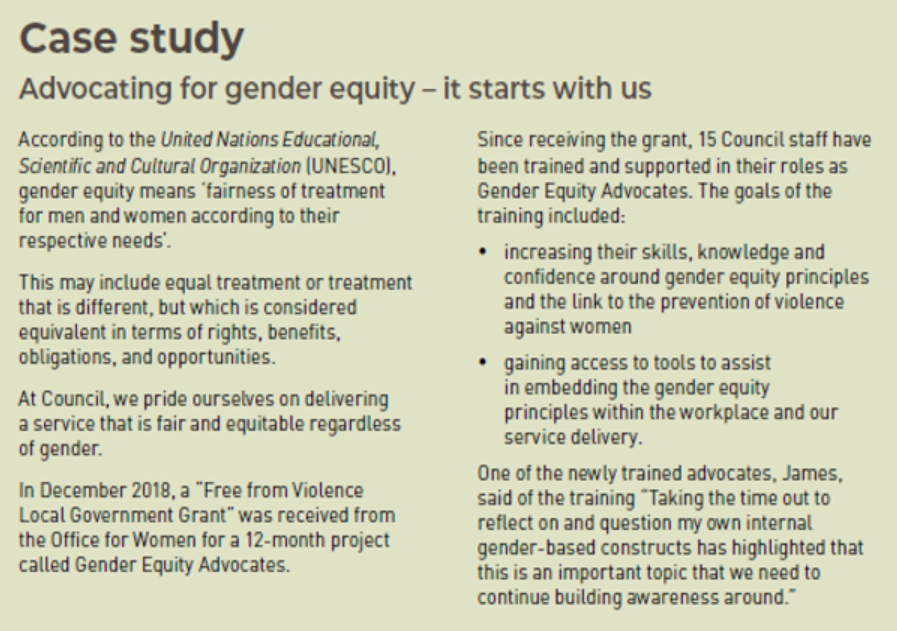 Case study
Advocating for gender equity – it starts with us
According to the United Nations Educational,
Scientific and Cultural Organization (UNESCO),
gender equity means ‘fairness of treatment
for men and women according to their
respective needs’.
This may include equal treatment or treatment
that is different, but which is considered
equivalent in terms of rights, benefits,
obligations, and opportunities.
At Council, we pride ourselves on delivering
a service that is fair and equitable regardless
of gender.
In December 2018, a “Free from Violence
Local Government Grant” was received from
the Office for Women for a 12-month project
called Gender Equity Advocates.
Since receiving the grant, 15 Council staff have
been trained and supported in their roles as
Gender Equity Advocates. The goals of the
training included:
• increasing their skills, knowledge and
confidence around gender equity principles
and the link to the prevention of violence
against women
• gaining access to tools to assist
in embedding the gender equity
principles within the workplace and our
service delivery.
One of the newly trained advocates, James,
said of the training “Taking the time out to
reflect on and question my own internal
gender-based constructs has highlighted that
this is an important topic that we need to
continue building awareness around.”